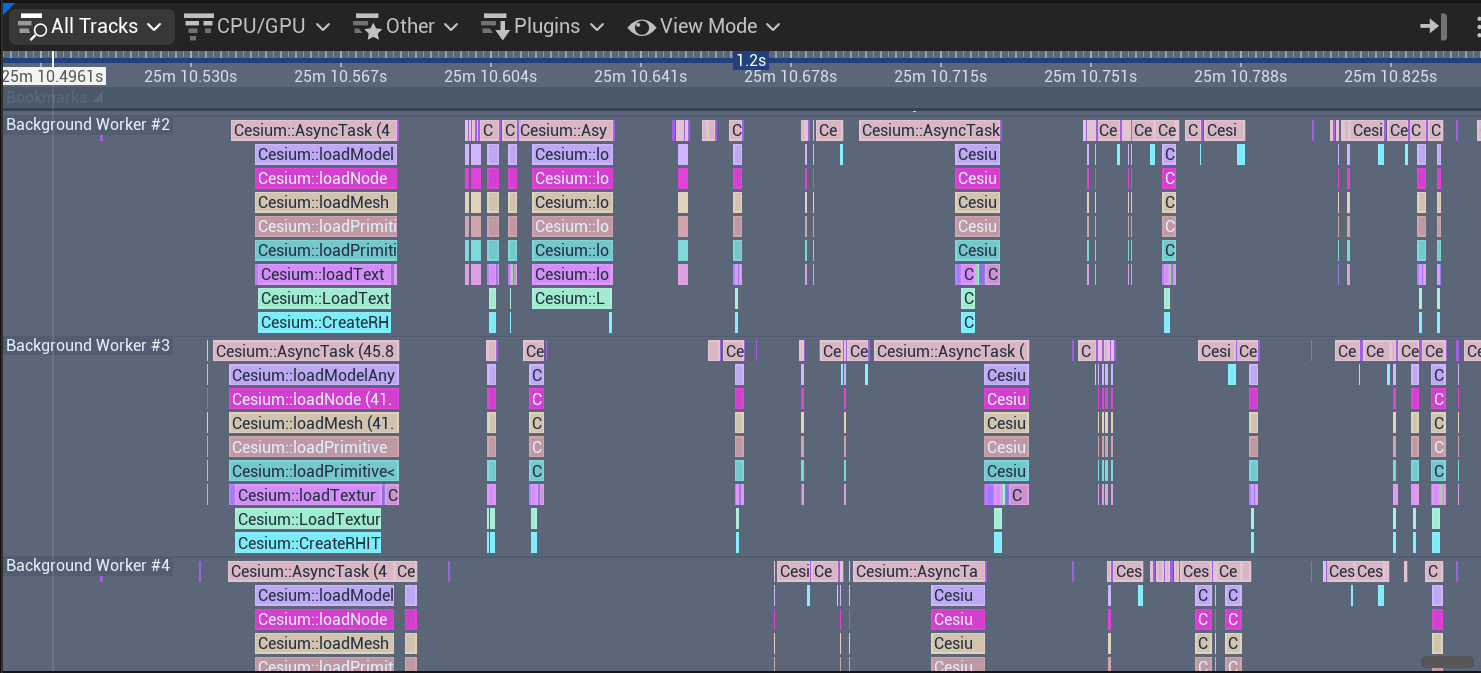 All Tracks CPU/GPU Other Plugins View Mode
1.2s
25m 10.4961s 25m 10.530s 25m 10.567s 25m 10.604s 25m 10.641s 25m 10.678s 25m 10.715s 25m 10.751s 25m 10.788s 25m 10.825s
Bookmarks
Background Worker #2
Cesium::AsyncTask (4 C C Cesium::Asy C Ce Cesium::AsyncTask Ce Ce Ce C Cesi Cesi Ce C C
Cesium::loadModel Cesium::lo Cesiu C
Cesium::loadNode Cesium::lo Cesiu C
Cesium::loadMesh Cesium::lo Cesiu C
Cesium::loadPrimiti Cesium::lo Cesiu C
Cesium::loadPrimiti Cesium::lo Cesiu C
Cesium::loadText Cesium::lo C C
Cesium::LoadText Cesium::L C
Cesium::CreateRH C
Background Worker #3
Cesium::AsyncTask (45.8 Ce Ce Ce Ce Cesium::AsyncTask ( C Cesi Ce Ce Ce Ce Ce Ce
Cesium::loadModelAny C Cesiu C
Cesium::loadNode (41. C Cesiu C
Cesium::loadMesh (41. C Cesiu C
Cesium::loadPrimitive C Cesiu C
Cesium::loadPrimitive< C Cesiu C
Cesium::loadTextur C C
Cesium::LoadTextur
Cesium::CreateRHIT
Background Worker #4
Cesium::AsyncTask (4 Ce Cesi Ce Cesium::AsyncTa Ces Ces Ce Ces Ces C
Cesium::loadModel Cesiu C C
Cesium::loadNode Cesiu C C
Cesium::loadMesh Cesiu C C
Cesium::loadPrimit Cesiu C C